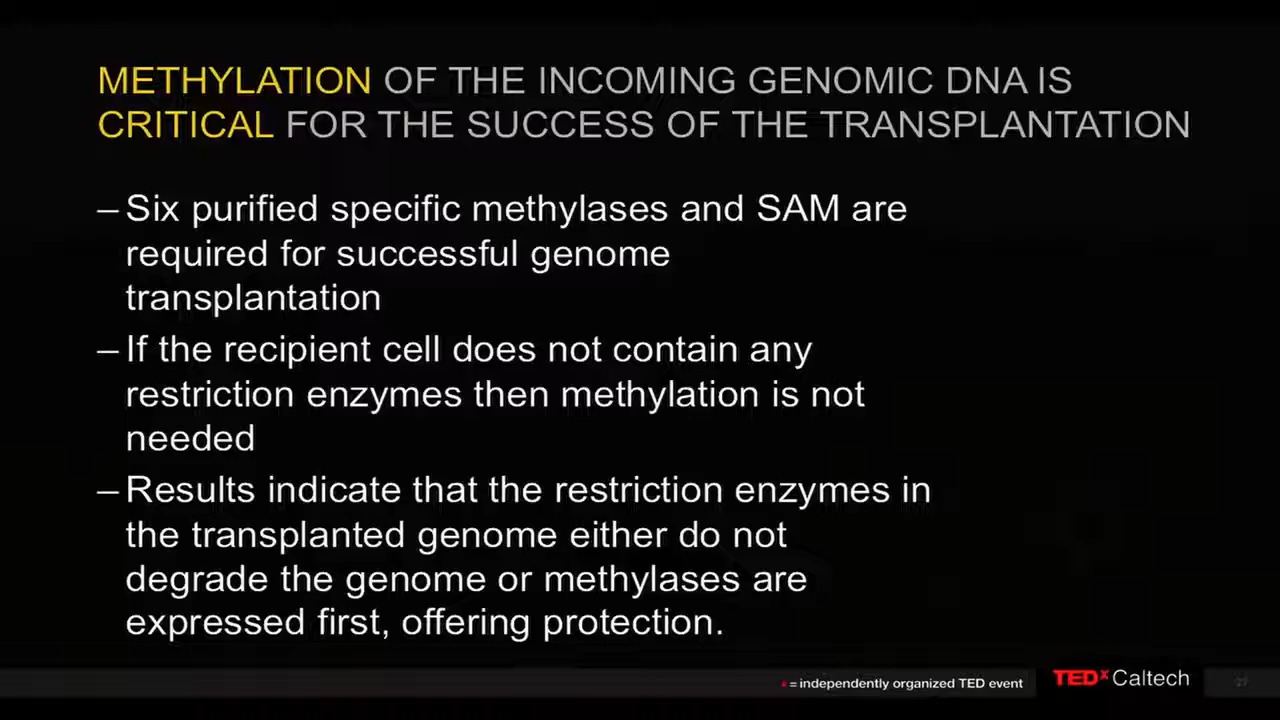 METHYLATION OF THE INCOMING GENOMIC DNA IS
CRITICAL FOR THE SUCCESS OF THE TRANSPLANTATION
– Six purified specific methylases and SAM are
required for successful genome
transplantation
– If the recipient cell does not contain any
restriction enzymes then methylation is not
needed
– Results indicate that the restriction enzymes in
the transplanted genome either do not
degrade the genome or methylases are
expressed first, offering protection.
x = independently organized TED event
TEDxCaltech